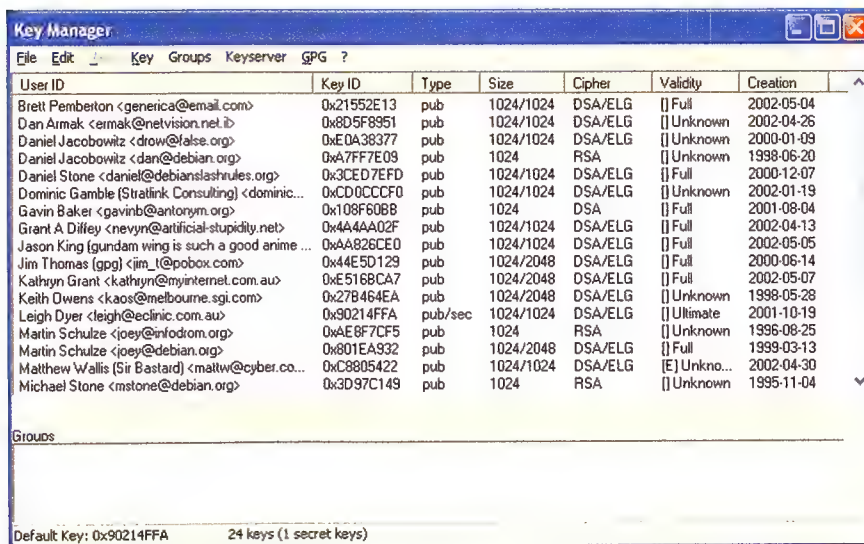 Key Manager
File Edit Key Groups Keyserver GPG ?
User ID Key ID Type Size Cipher Validity Creation
Brett Pemberton <generica@email.com> 0x21552E13 pub 1024/1024 DSA/ELG [] Full 2002-05-04
Dan Armak <ermak@netvision.net.il> 0x8D5F8951 pub 1024/1024 DSA/ELG [] Unknown 2002-04-26
Daniel Jacobowitz <drow@false.org> 0xE0A38377 pub 1024/1024 DSA/ELG [] Unknown 2000-01-09
Daniel Jacobowitz <dan@debian.org> 0xA7FF7E09 pub 1024 RSA [] Unknown 1998-06-20
Daniel Stone <daniel@debianslashrules.org> 0x3CED7EFD pub 1024/1024 DSA/ELG [] Full 2000-12-07
Dominic Gamble (Stratlink Consulting) <dominic... 0xCD0CCCF0 pub 1024/1024 DSA/ELG [] Unknown 2002-01-19
Gavin Baker <gavinb@antonym.org> 0x108F60BB pub 1024 DSA [] Full 2001-08-04
Grant A Diffey <nevyn@artificial-stupidity.net> 0x4A4AA02F pub 1024/1024 DSA/ELG [] Full 2002-04-13
Jason King (gundam wing is such a good anime ... 0xAA826CE0 pub 1024/1024 DSA/ELG [] Full 2002-05-05
Jim Thomas (gpg) <jim_t@pobox.com> 0x44E5D129 pub 1024/2048 DSA/ELG [] Full 2000-06-14
Kathryn Grant <kathryn@myinternet.com.au> 0xE516BCA7 pub 1024/2048 DSA/ELG [] Full 2002-05-07
Keith Owens <kaos@melbourne.sgi.com> 0x27B464EA pub 1024/2048 DSA/ELG [] Unknown 1998-05-28
Leigh Dyer <leigh@eclinic.com.au> 0x90214FFA pub/sec 1024/1024 DSA/ELG [] Ultimate 2001-10-19
Martin Schulze <joey@infodrom.org> 0xAE8F7CF5 pub 1024 RSA [] Unknown 1996-08-25
Martin Schulze <joey@debian.org> 0x801EA932 pub 1024/2048 DSA/ELG [] Full 1999-03-13
Matthew Wallis (Sir Bastard) <mattw@cyber.co... 0xC8805422 pub 1024/1024 DSA/ELG [E] Unkno... 2002-04-30
Michael Stone <mstone@debian.org> 0x3D97C149 pub 1024 RSA [] Unknown 1995-11-04
Groups
Default Key: 0x90214FFA 24 keys (1 secret keys)